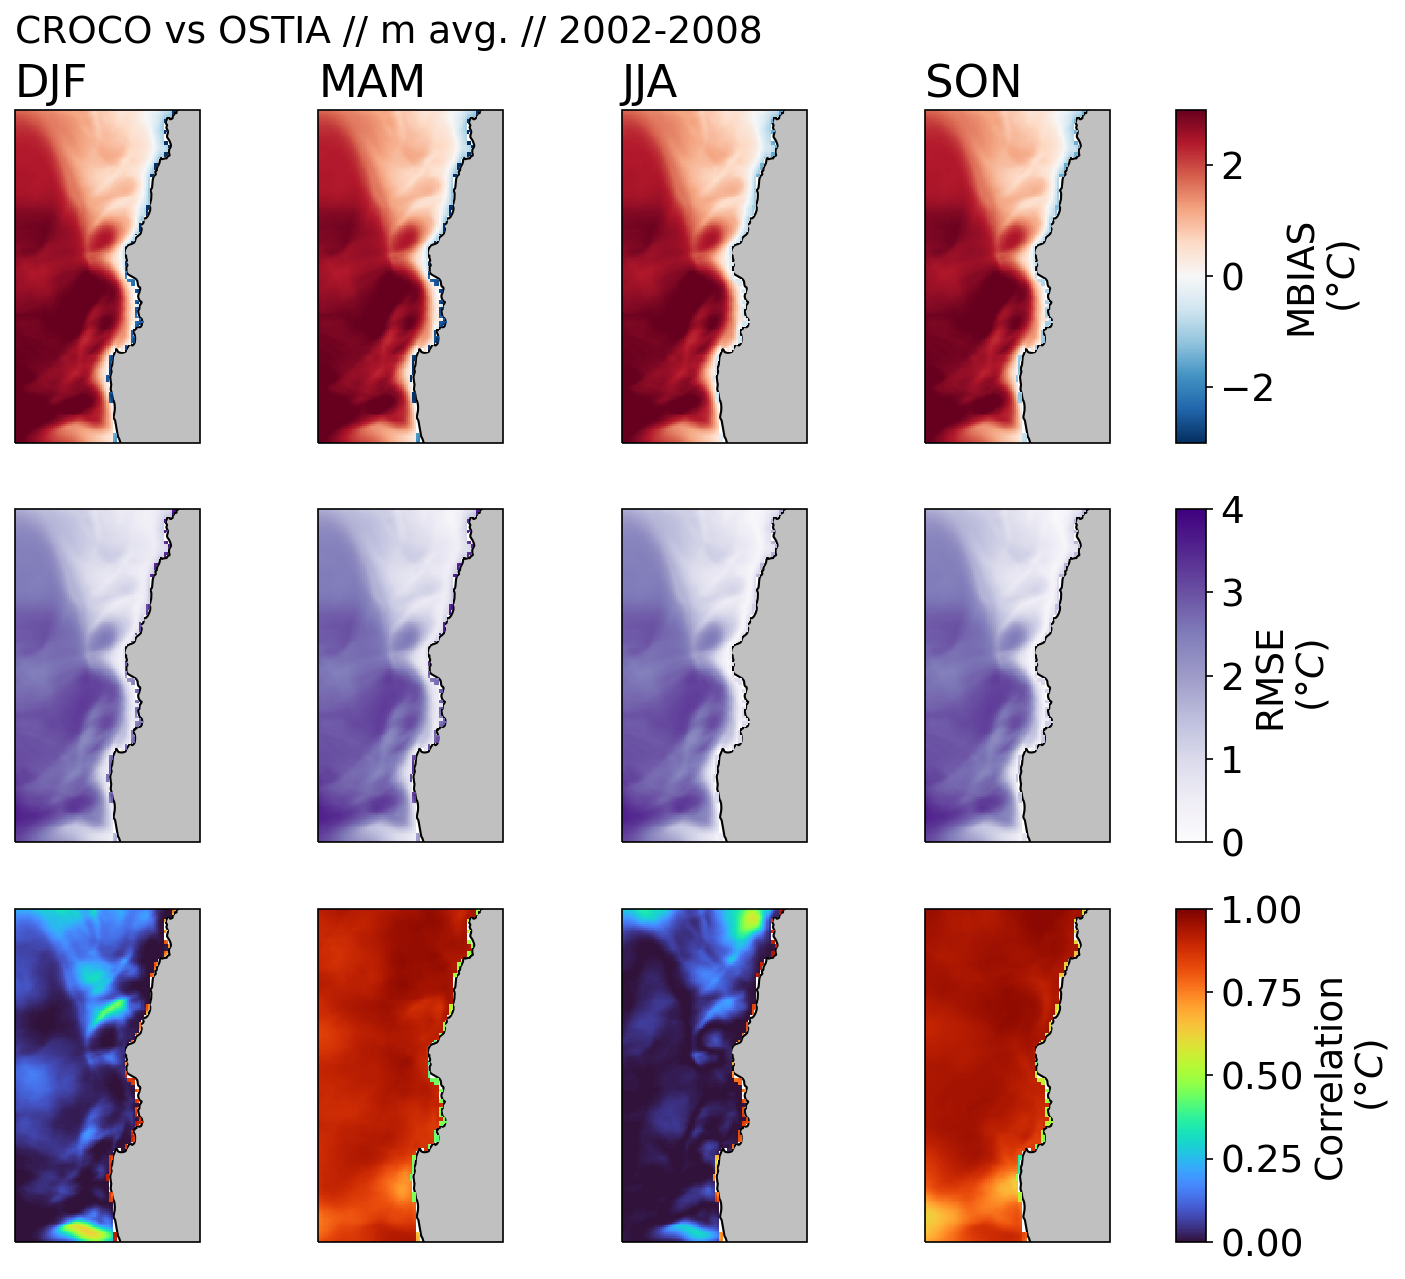 CROCO vs OSTIA // m avg. // 2002-2008
DJF
MAM
JJA
SON
2
0
−2
MBIAS
(°C)
4
3
2
1
0
RMSE
(°C)
1.00
0.75
0.50
0.25
0.00
Correlation
(°C)